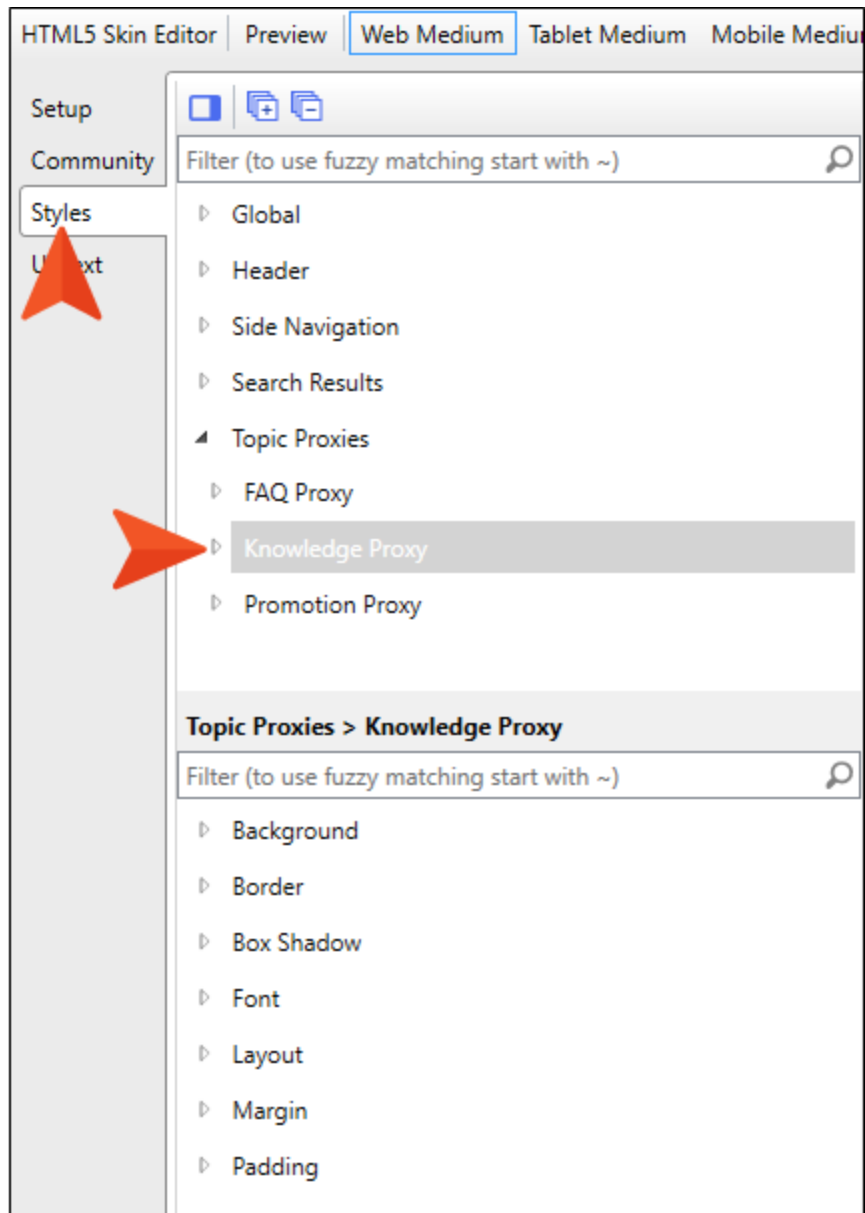 HTML5 Skin Editor Preview Web Medium Tablet Medium Mobile Mediu
Setup
Community
Styles
Filter (to use fuzzy matching start with ~)
Global
Header
Side Navigation
Search Results
Topic Proxies
FAQ Proxy
Knowledge Proxy
Promotion Proxy
Topic Proxies > Knowledge Proxy
Filter (to use fuzzy matching start with ~)
Background
Border
Box Shadow
Font
Layout
Margin
Padding